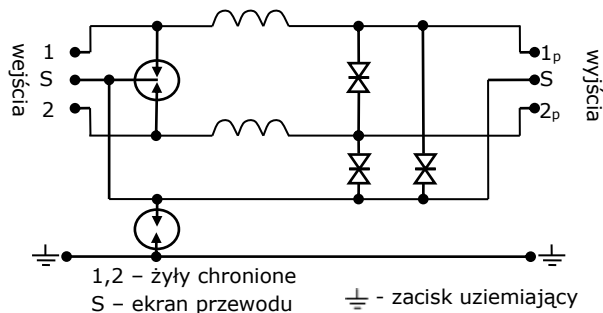 wejścia
1
S
2
1p
S
2p
wyjścia
1,2 – żyły chronione
S – ekran przewodu
- zacisk uziemiający